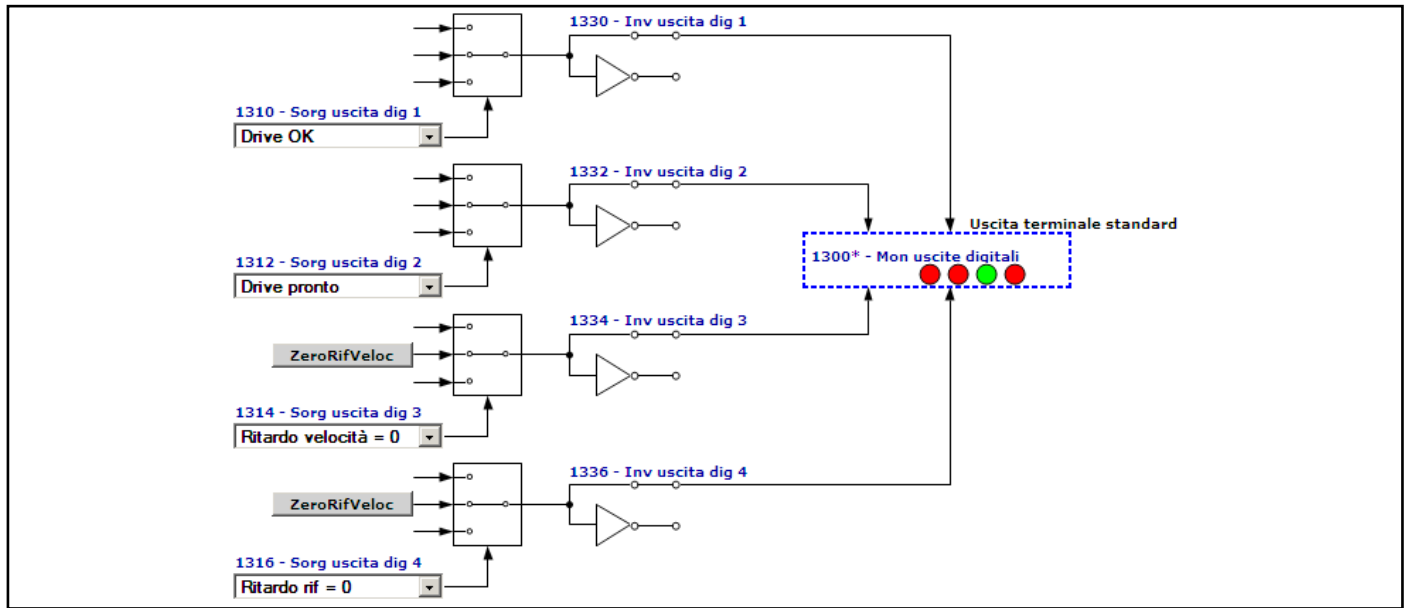 1330 - Inv uscita dig 1
1310 - Sorg uscita dig 1
Drive OK
1332 - Inv uscita dig 2
Uscita terminale standard
1300* - Mon uscite digitali
1312 - Sorg uscita dig 2
Drive pronto
1334 - Inv uscita dig 3
ZeroRifVeloc
1314 - Sorg uscita dig 3
Ritardo velocità = 0
1336 - Inv uscita dig 4
ZeroRifVeloc
1316 - Sorg uscita dig 4
Ritardo rif = 0